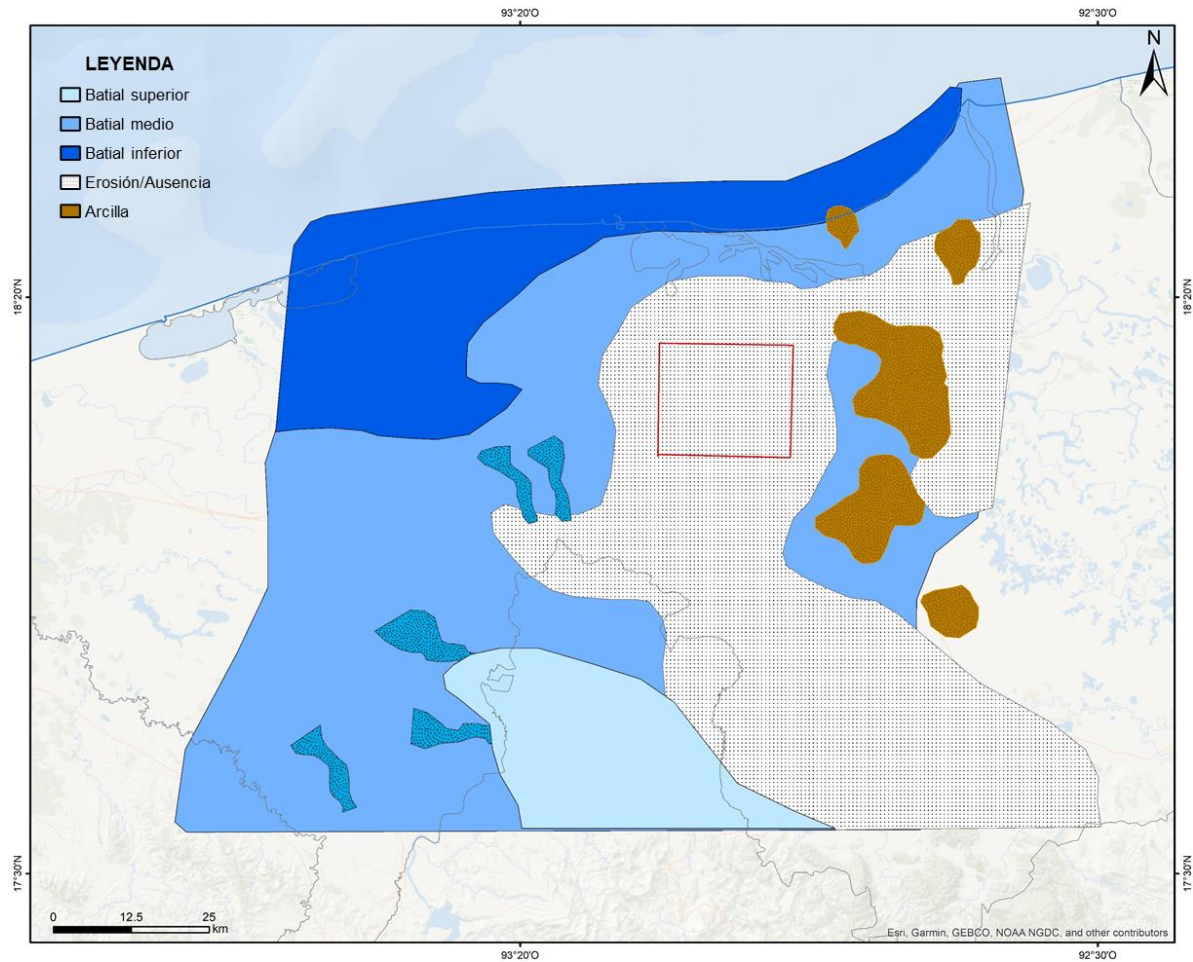 93°20'O
92°30'O
N
LEYENDA
Batial superior
Batial medio
Batial inferior
Erosión/Ausencia
Arcilla
18°20'N
18°20'N
17°30'N
17°30'N
0 12.5 25
km
Esri, Garmin, GEBCO, NOAA NGDC, and other contributors
93°20'O
92°30'O